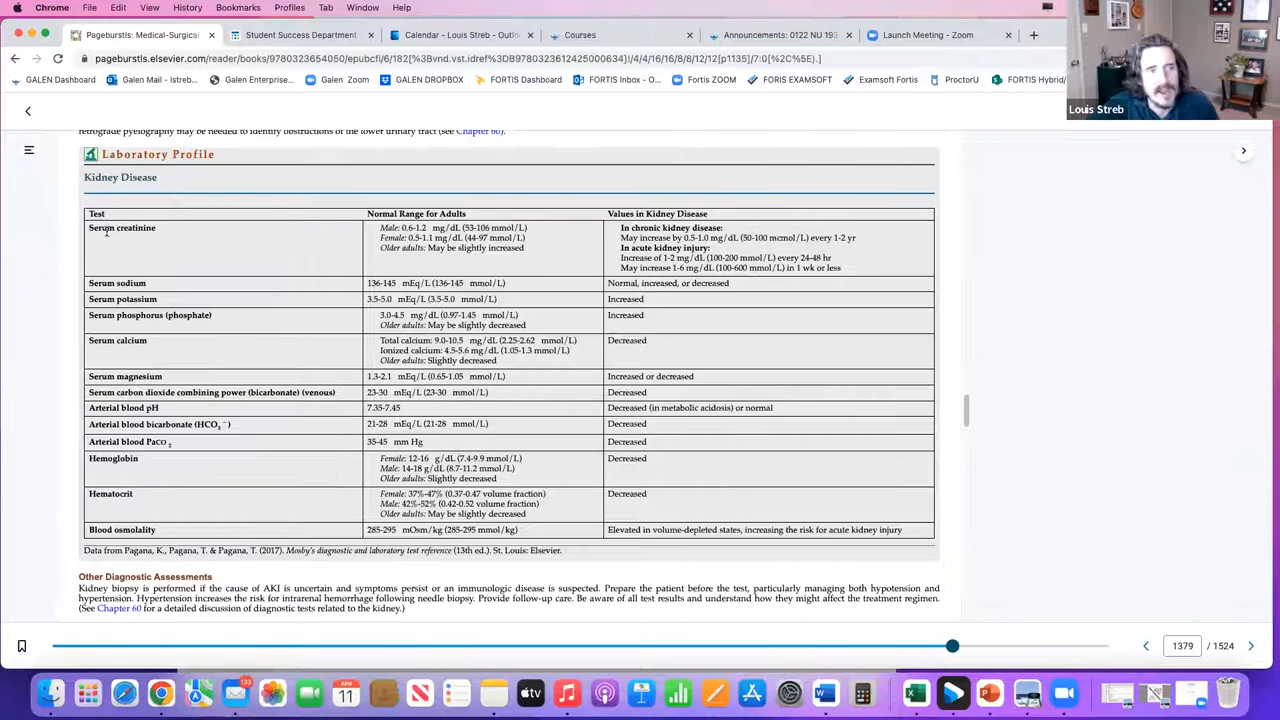 Chrome File Edit View History Bookmarks Profiles Tab Window Help
Pageburstls: Medical-Surgical Student Success Department Calendar - Louis Streb - Outlook Courses Announcements: 0122 NU 193 Launch Meeting - Zoom
pageburstls.elsevier.com/reader/books/9780323654050/epubcfi/6/182[%3Bvnd.vst.idref%3DB9780323612425000634]!/4/4/16/8/8/12/12[p1135]/7:0[%2C%5E).]
GALEN Dashboard Galen Mail - lstreb... Galen Enterprise... Galen Zoom GALEN DROPBOX FORTIS Dashboard FORTIS Inbox - O... Fortis ZOOM FORIS EXAMSOFT Examsoft Fortis ProctorU FORTIS Hybrid/
Louis Streb
retrograde pyelography may be needed to identify obstructions of the lower urinary tract (see Chapter 60).
Laboratory Profile
Kidney Disease
Test Normal Range for Adults Values in Kidney Disease
Serum creatinine Male: 0.6-1.2 mg/dL (53-106 mmol/L) In chronic kidney disease:
Female: 0.5-1.1 mg/dL (44-97 mmol/L) May increase by 0.5-1.0 mg/dL (50-100 mcmol/L) every 1-2 yr
Older adults: May be slightly increased In acute kidney injury:
Increase of 1-2 mg/dL (100-200 mmol/L) every 24-48 hr
May increase 1-6 mg/dL (100-600 mmol/L) in 1 wk or less
Serum sodium 136-145 mEq/L (136-145 mmol/L) Normal, increased, or decreased
Serum potassium 3.5-5.0 mEq/L (3.5-5.0 mmol/L) Increased
Serum phosphorus (phosphate) 3.0-4.5 mg/dL (0.97-1.45 mmol/L) Increased
Older adults: May be slightly decreased
Serum calcium Total calcium: 9.0-10.5 mg/dL (2.25-2.62 mmol/L) Decreased
Ionized calcium: 4.5-5.6 mg/dL (1.05-1.3 mmol/L)
Older adults: Slightly decreased
Serum magnesium 1.3-2.1 mEq/L (0.65-1.05 mmol/L) Increased or decreased
Serum carbon dioxide combining power (bicarbonate) (venous) 23-30 mEq/L (23-30 mmol/L) Decreased
Arterial blood pH 7.35-7.45 Decreased (in metabolic acidosis) or normal
Arterial blood bicarbonate (HCO₃⁻) 21-28 mEq/L (21-28 mmol/L) Decreased
Arterial blood PaCO₂ 35-45 mm Hg Decreased
Hemoglobin Female: 12-16 g/dL (7.4-9.9 mmol/L) Decreased
Male: 14-18 g/dL (8.7-11.2 mmol/L)
Older adults: Slightly decreased
Hematocrit Female: 37%-47% (0.37-0.47 volume fraction) Decreased
Male: 42%-52% (0.42-0.52 volume fraction)
Older adults: May be slightly decreased
Blood osmolality 285-295 mOsm/kg (285-295 mmol/kg) Elevated in volume-depleted states, increasing the risk for acute kidney injury
Data from Pagana, K., Pagana, T. & Pagana, T. (2017). Mosby's diagnostic and laboratory test reference (13th ed.). St. Louis: Elsevier.
Other Diagnostic Assessments
Kidney biopsy is performed if the cause of AKI is uncertain and symptoms persist or an immunologic disease is suspected. Prepare the patient before the test, particularly managing both hypotension and
hypertension. Hypertension increases the risk for intrarenal hemorrhage following needle biopsy. Provide follow-up care. Be aware of all test results and understand how they might affect the treatment regimen.
(See Chapter 60 for a detailed discussion of diagnostic tests related to the kidney.)
1379 / 1524
133
APR
11
tv